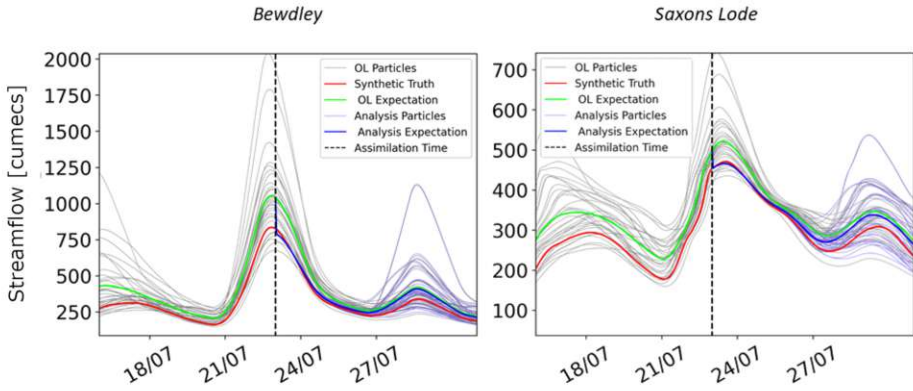 Bewdley
Saxons Lode
Streamflow [cumecs]
2000
1750
1500
1250
1000
750
500
250
18/07
21/07
24/07
27/07
OL Particles
Synthetic Truth
OL Expectation
Analysis Particles
Analysis Expectation
Assimilation Time
700
600
500
400
300
200
100
18/07
21/07
24/07
27/07
OL Particles
Synthetic Truth
OL Expectation
Analysis Particles
Analysis Expectation
Assimilation Time